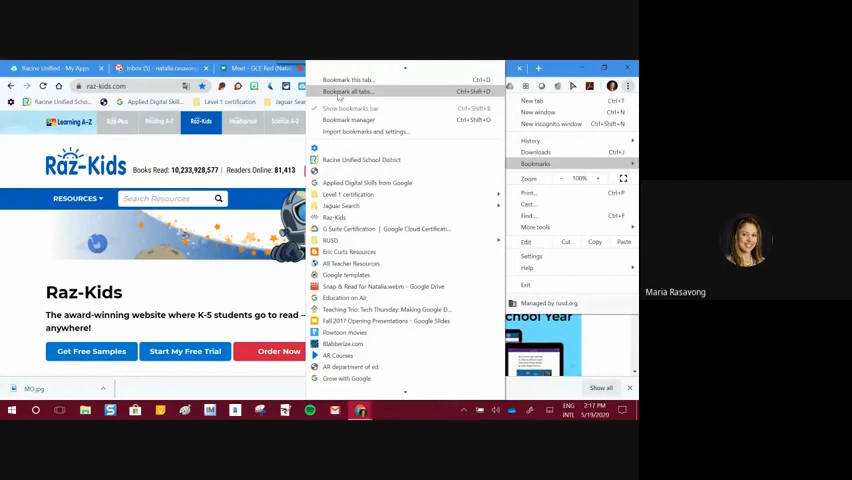 Racine Unified - My Apps
Inbox (5) - natalia.rasavong
Meet - GCE Red (Natal
raz-kids.com
Racine Unified School
Applied Digital Skills...
Level 1 certification
Jaguar Sear
Learning A-Z
Raz-Plus
Reading A-Z
Raz-Kids
Headsprout
Science A-Z
Raz-Kids
Books Read: 10,233,928,577
Readers Online: 81,413
RESOURCES
Search Resources
Raz-Kids
The award-winning website where K-5 students go to read –
anywhere!
Get Free Samples
Start My Free Trial
Order Now
chool Year
Bookmark this tab... Ctrl+D
Bookmark all tabs... Ctrl+Shift+D
Show bookmarks bar Ctrl+Shift+B
Bookmark manager Ctrl+Shift+O
Import bookmarks and settings...
Racine Unified School District
Applied Digital Skills from Google
Level 1 certification
Jaguar Search
Raz-Kids
G Suite Certification | Google Cloud Certificati...
RUSD
Eric Curts Resources
All Teacher Resources
Google templates
Snap & Read for Natalia.webm - Google Drive
Education on Air
Teaching Trio: Tech Thursday: Making Google D...
Fall 2017 Opening Presentations - Google Slides
Powtoon movies
Blabberize.com
AR Courses
AR department of ed
Grow with Google
New tab Ctrl+T
New window Ctrl+N
New incognito window Ctrl+Shift+N
History
Downloads Ctrl+J
Bookmarks
Zoom − 100% +
Print... Ctrl+P
Cast...
Find... Ctrl+F
More tools
Edit Cut Copy Paste
Settings
Help
Exit
Managed by rusd.org
MO.jpg
Show all
ENG
INTL
2:17 PM
5/19/2020
Maria Rasavong